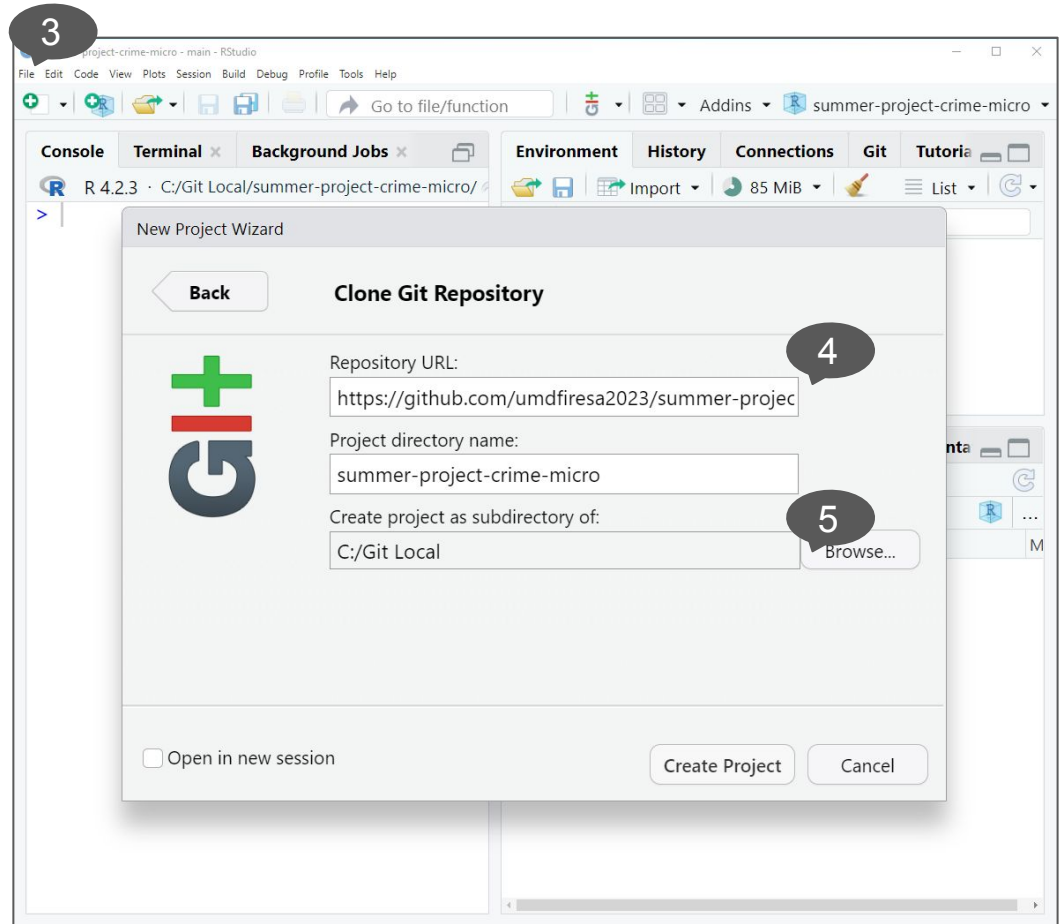 3
project-crime-micro - main - RStudio
File Edit Code View Plots Session Build Debug Profile Tools Help
Go to file/function
Addins
summer-project-crime-micro
Console Terminal Background Jobs
Environment History Connections Git Tutoria
R 4.2.3 · C:/Git Local/summer-project-crime-micro/
Import 85 MiB List
>
New Project Wizard
Back
Clone Git Repository
4
Repository URL:
https://github.com/umdfiresa2023/summer-projec
Project directory name:
summer-project-crime-micro
nta
Create project as subdirectory of:
5
C:/Git Local
Browse...
...
M
git
Open in new session
Create Project
Cancel